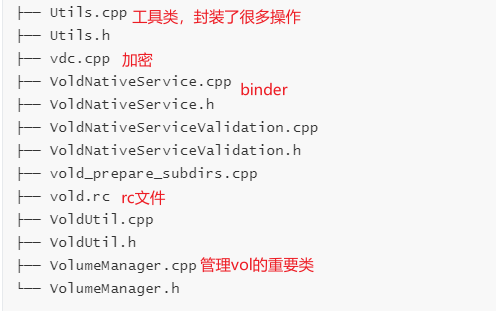 ├── Utils.cpp 工具类，封装了很多操作
├── Utils.h
├── vdc.cpp 加密
├── VoldNativeService.cpp
binder
├── VoldNativeService.h
├── VoldNativeServiceValidation.cpp
├── VoldNativeServiceValidation.h
├── vold_prepare_subdirs.cpp
├── vold.rc rc文件
├── VoldUtil.cpp
├── VoldUtil.h
├── VolumeManager.cpp 管理vol的重要类
└── VolumeManager.h